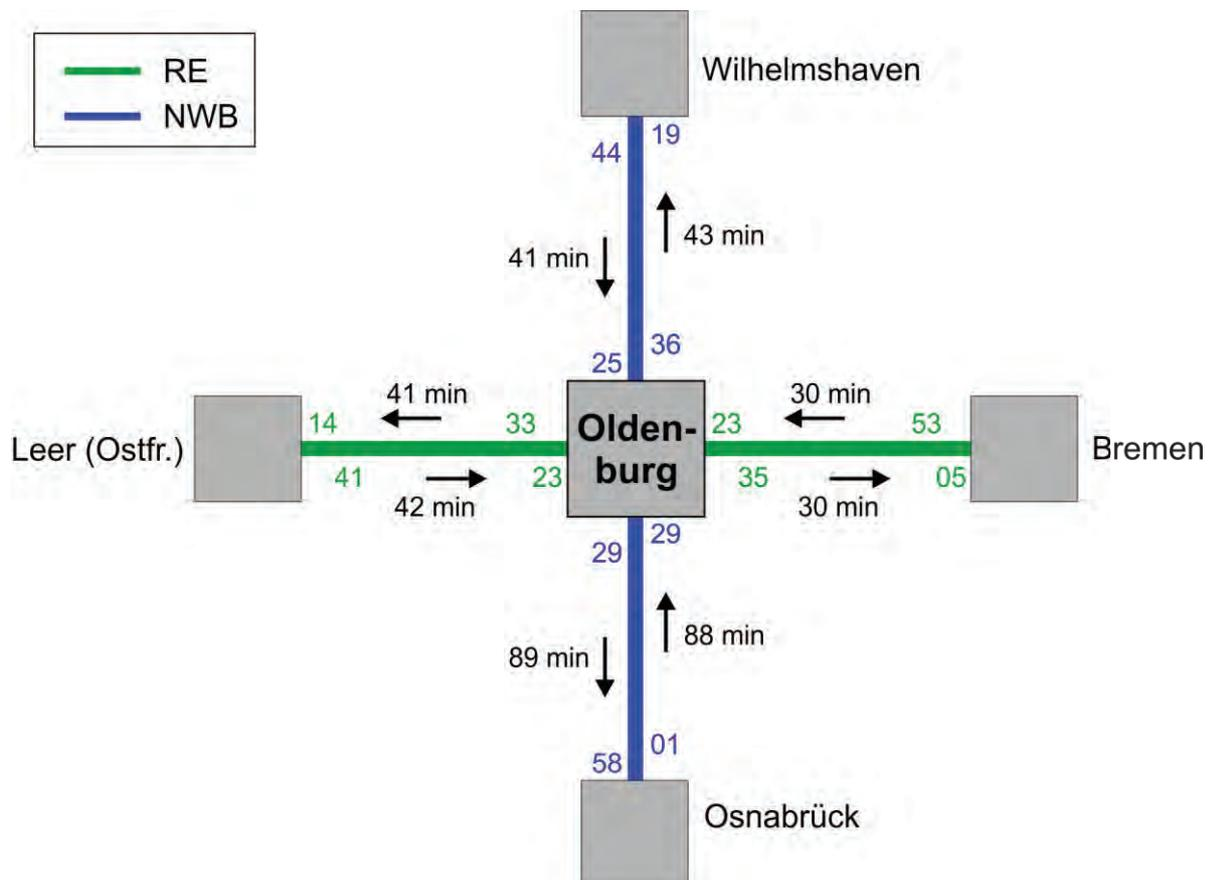 RE
NWB
Wilhelmshaven
44
19
41 min
43 min
25
36
Leer (Ostfr.)
14
41 min
33
41
42 min
23
Olden-
burg
23
30 min
53
35
30 min
05
Bremen
29
29
89 min
88 min
58
01
Osnabrück